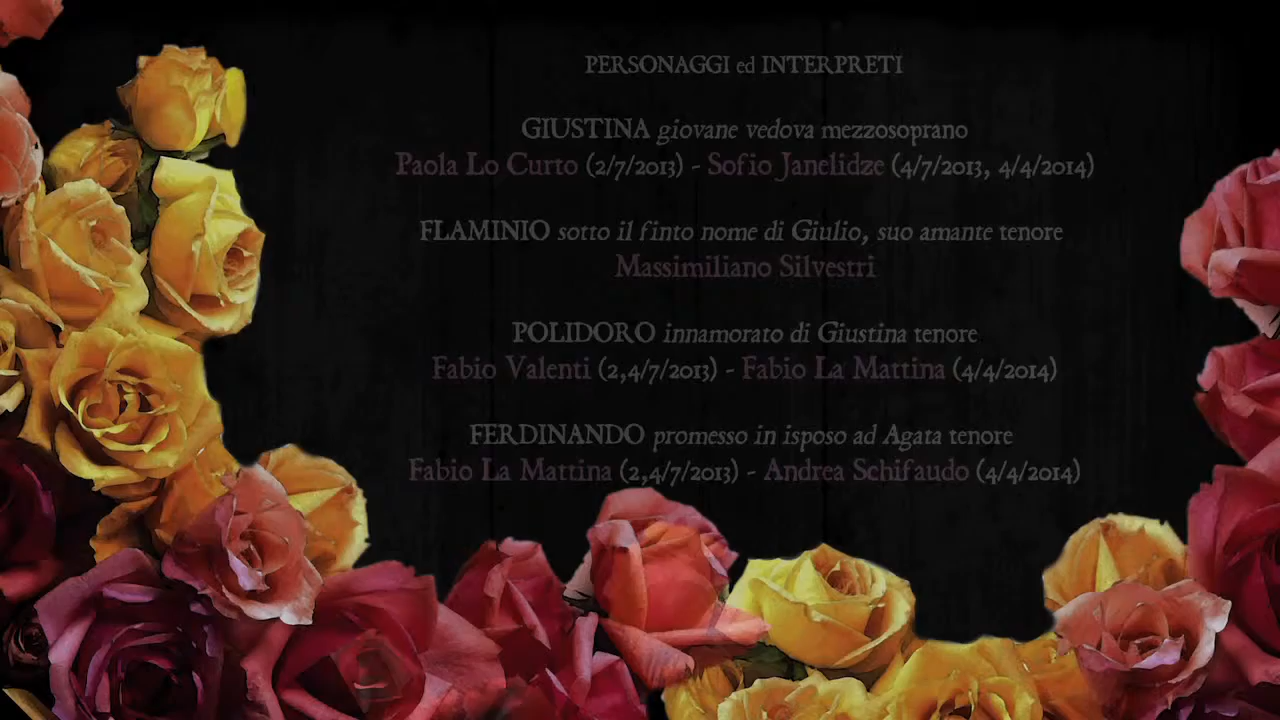 PERSONAGGI ed INTERPRETI
GIUSTINA giovane vedova mezzosoprano
Paola Lo Curto (2/7/2013) - Sofio Janelidze (4/7/2013, 4/4/2014)
FLAMINIO sotto il finto nome di Giulio, suo amante tenore
Massimiliano Silvestri
POLIDORO innamorato di Giustina tenore
Fabio Valenti (2,4/7/2013) - Fabio La Mattina (4/4/2014)
FERDINANDO promesso in isposo ad Agata tenore
Fabio La Mattina (2,4/7/2013) - Andrea Schifaudo (4/4/2014)